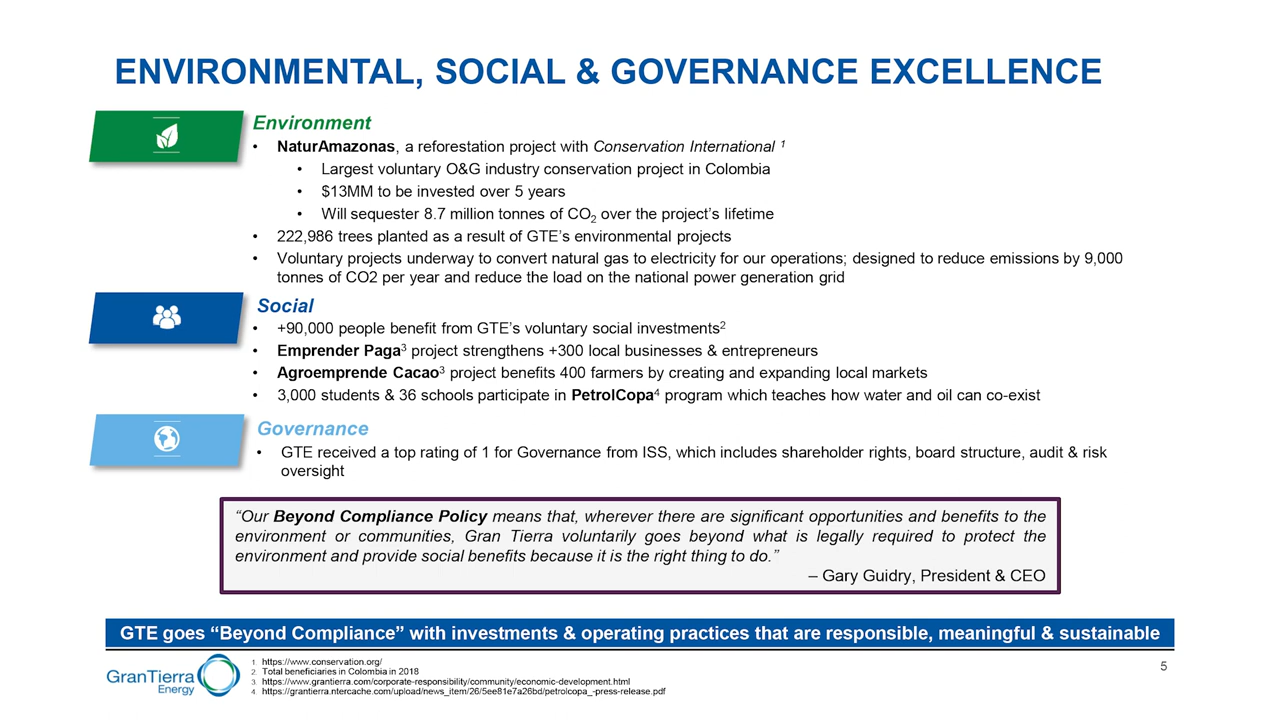 ENVIRONMENTAL, SOCIAL & GOVERNANCE EXCELLENCE
Environment
• NaturAmazonas, a reforestation project with Conservation International 1
• Largest voluntary O&G industry conservation project in Colombia
• $13MM to be invested over 5 years
• Will sequester 8.7 million tonnes of CO2 over the project's lifetime
• 222,986 trees planted as a result of GTE's environmental projects
• Voluntary projects underway to convert natural gas to electricity for our operations; designed to reduce emissions by 9,000
tonnes of CO2 per year and reduce the load on the national power generation grid
Social
• +90,000 people benefit from GTE's voluntary social investments2
• Emprender Paga3 project strengthens +300 local businesses & entrepreneurs
• Agroemprende Cacao3 project benefits 400 farmers by creating and expanding local markets
• 3,000 students & 36 schools participate in PetrolCopa4 program which teaches how water and oil can co-exist
Governance
• GTE received a top rating of 1 for Governance from ISS, which includes shareholder rights, board structure, audit & risk
oversight
“Our Beyond Compliance Policy means that, wherever there are significant opportunities and benefits to the
environment or communities, Gran Tierra voluntarily goes beyond what is legally required to protect the
environment and provide social benefits because it is the right thing to do.”
– Gary Guidry, President & CEO
GTE goes “Beyond Compliance” with investments & operating practices that are responsible, meaningful & sustainable
GranTierra
Energy
1. https://www.conservation.org/
2. Total beneficiaries in Colombia in 2018
3. https://www.grantierra.com/corporate-responsibility/community/economic-development.html
4. https://grantierra.ntercache.com/upload/news_item/26/5ee81e7a26bd/petrolcopa_-press-release.pdf
5